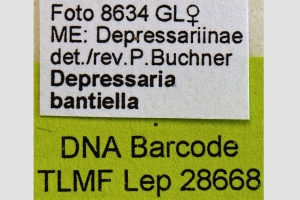 Foto 8634 GL♀
ME: Depressariinae
det./rev.P.Buchner
Depressaria
bantiella
DNA Barcode
TLMF Lep 28668